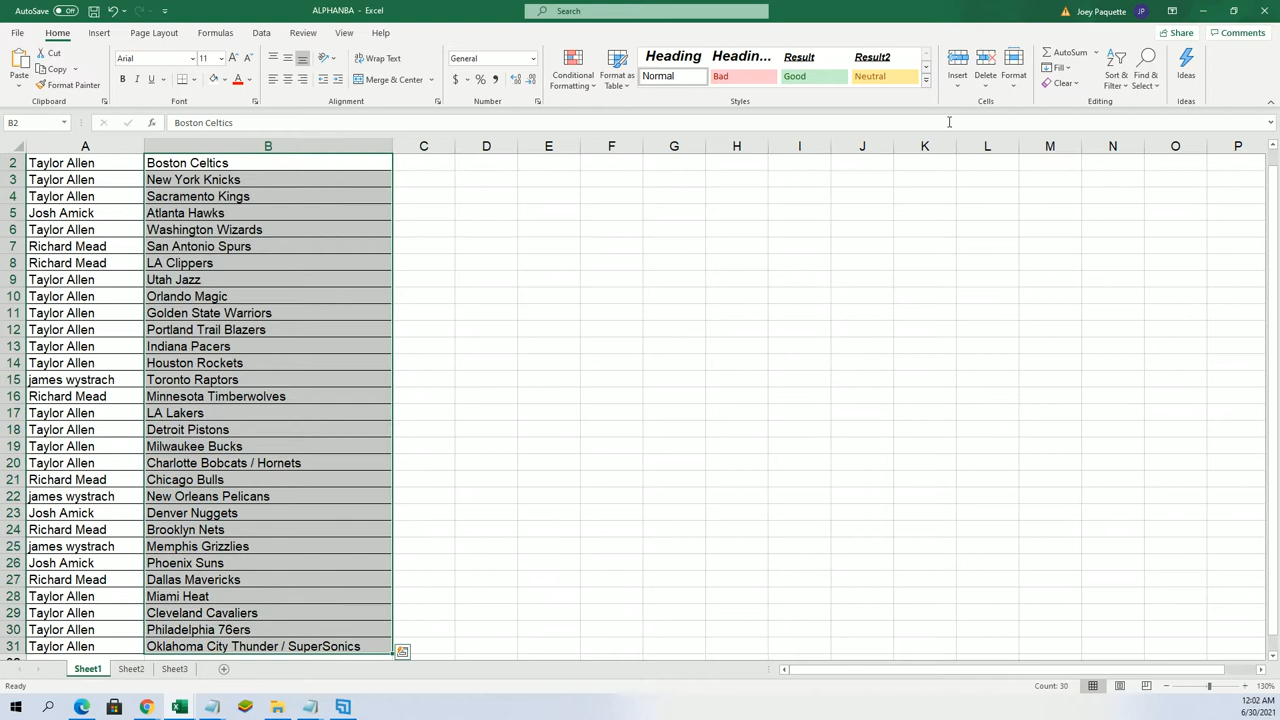 AutoSave Off ALPHANBA - Excel Search Joey Paquette JP
File Home Insert Page Layout Formulas Data Review View Help Share Comments
Paste Cut Copy Format Painter Clipboard
Arial 11 A A B I U A Font
Wrap Text Merge & Center Alignment
General $ % 9 Number
Conditional Formatting Format as Table Heading Headin... Result Result2 Normal Bad Good Neutral Styles
Insert Delete Format Cells
AutoSum Fill Clear Sort & Filter Find & Select Editing
Ideas Ideas
B2 fx Boston Celtics
A B C D E F G H I J K L M N O P
2 Taylor Allen Boston Celtics
3 Taylor Allen New York Knicks
4 Taylor Allen Sacramento Kings
5 Josh Amick Atlanta Hawks
6 Taylor Allen Washington Wizards
7 Richard Mead San Antonio Spurs
8 Richard Mead LA Clippers
9 Taylor Allen Utah Jazz
10 Taylor Allen Orlando Magic
11 Taylor Allen Golden State Warriors
12 Taylor Allen Portland Trail Blazers
13 Taylor Allen Indiana Pacers
14 Taylor Allen Houston Rockets
15 james wystrach Toronto Raptors
16 Richard Mead Minnesota Timberwolves
17 Taylor Allen LA Lakers
18 Taylor Allen Detroit Pistons
19 Taylor Allen Milwaukee Bucks
20 Taylor Allen Charlotte Bobcats / Hornets
21 Richard Mead Chicago Bulls
22 james wystrach New Orleans Pelicans
23 Josh Amick Denver Nuggets
24 Richard Mead Brooklyn Nets
25 james wystrach Memphis Grizzlies
26 Josh Amick Phoenix Suns
27 Richard Mead Dallas Mavericks
28 Taylor Allen Miami Heat
29 Taylor Allen Cleveland Cavaliers
30 Taylor Allen Philadelphia 76ers
31 Taylor Allen Oklahoma City Thunder / SuperSonics
Sheet1 Sheet2 Sheet3
Ready Count: 30 130%
12:02 AM
6/30/2021